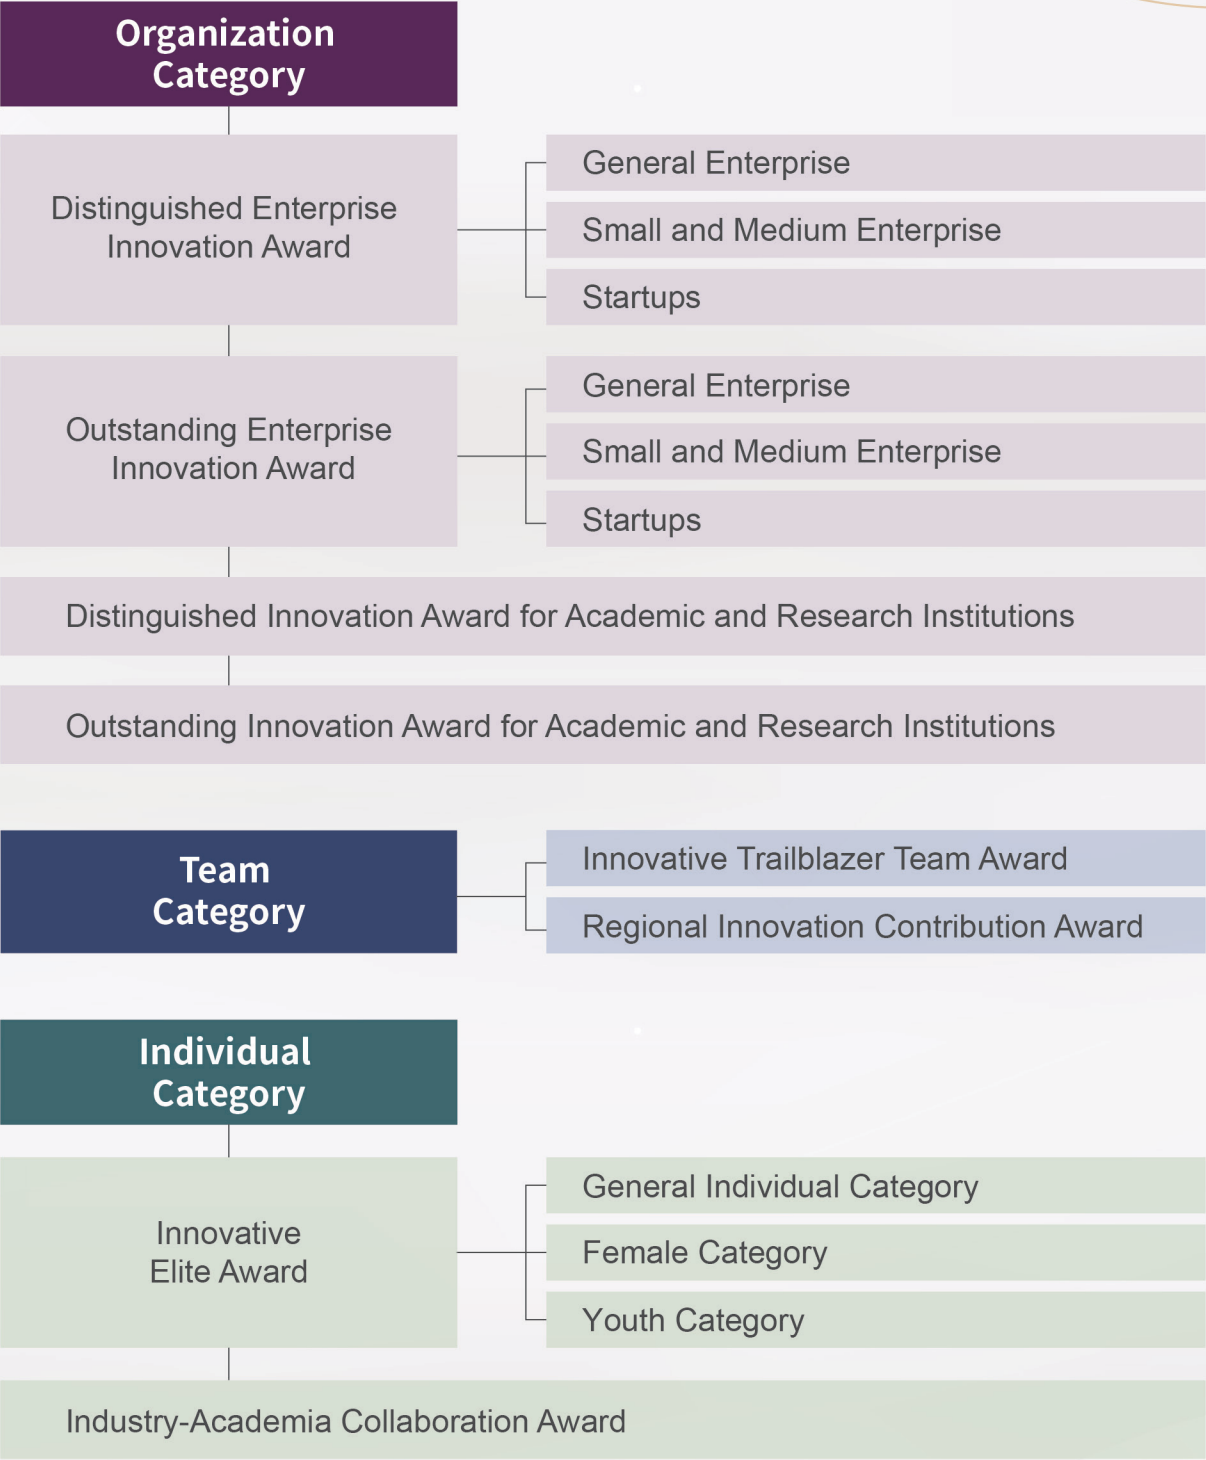 Organization
Category
Distinguished Enterprise
Innovation Award
General Enterprise
Small and Medium Enterprise
Startups
Outstanding Enterprise
Innovation Award
General Enterprise
Small and Medium Enterprise
Startups
Distinguished Innovation Award for Academic and Research Institutions
Outstanding Innovation Award for Academic and Research Institutions
Team
Category
Innovative Trailblazer Team Award
Regional Innovation Contribution Award
Individual
Category
Innovative
Elite Award
General Individual Category
Female Category
Youth Category
Industry-Academia Collaboration Award